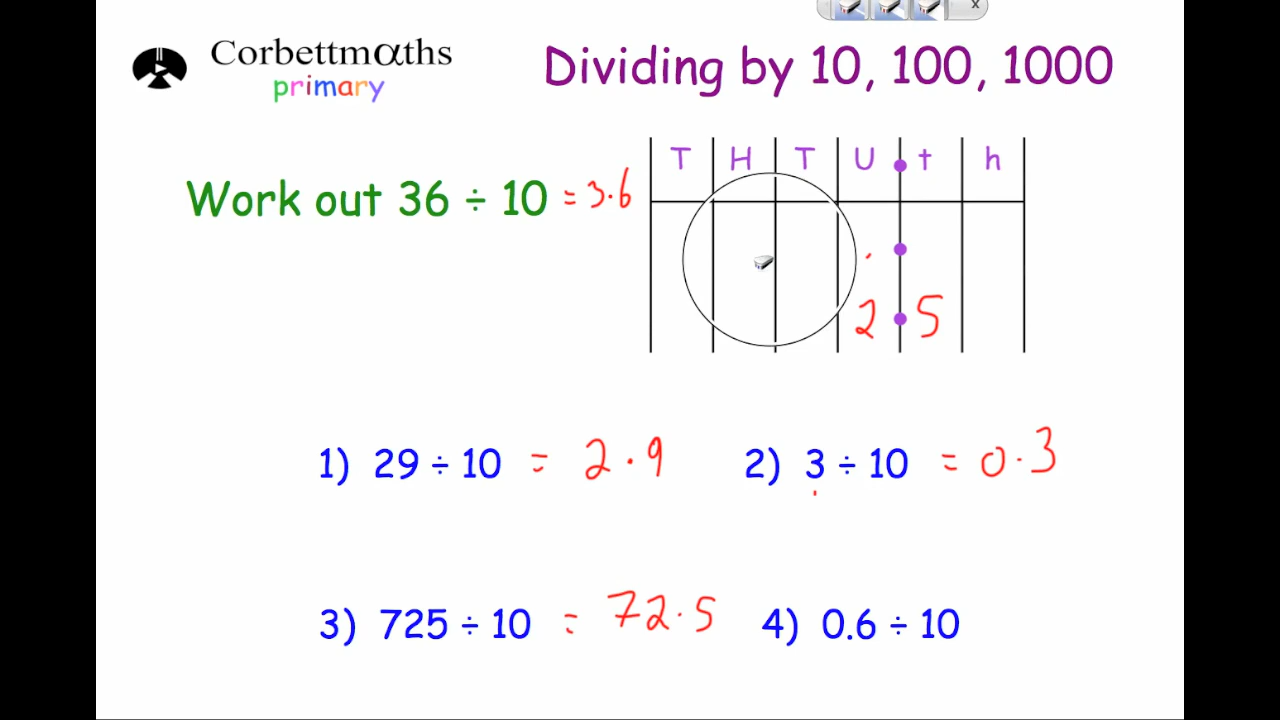 Corbettmαths
primary
Dividing by 10, 100, 1000
Work out 36 ÷ 10 = 3.6
T H T U t h
2 5
1) 29 ÷ 10 = 2.9
2) 3 ÷ 10 = 0.3
3) 725 ÷ 10 = 72.5
4) 0.6 ÷ 10